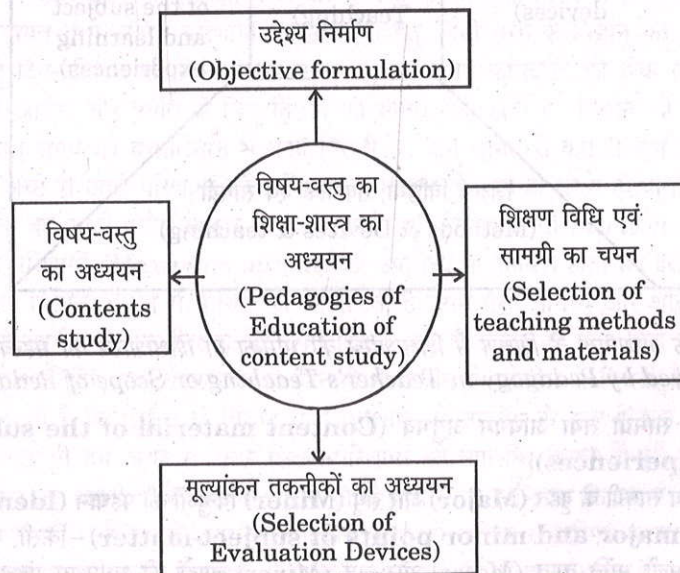 उद्देश्य निर्माण
(Objective formulation)
विषय-वस्तु का
शिक्षा-शास्त्र का
अध्ययन
(Pedagogies of
Education of
content study)
विषय-वस्तु
का अध्ययन
(Contents
study)
शिक्षण विधि एवं
सामग्री का चयन
(Selection of
teaching methods
and materials)
मूल्यांकन तकनीकों का अध्ययन
(Selection of
Evaluation Devices)